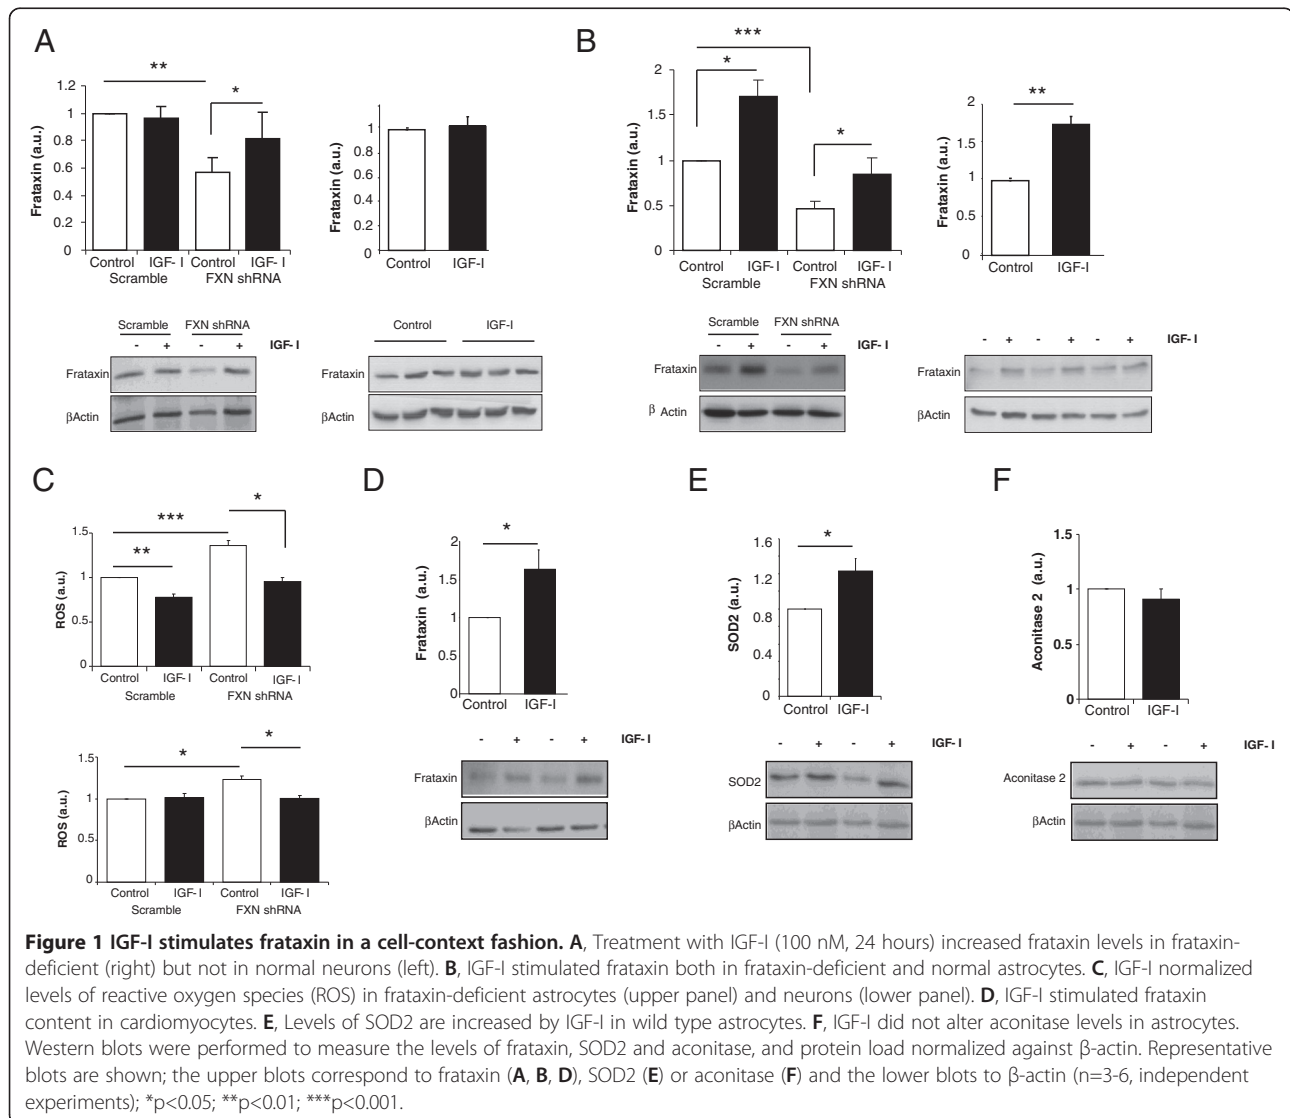 A
**
*
1.2
1
0.8
0.6
0.4
0.2
0
Frataxin (a.u.)
Control IGF- I Control IGF- I
Scramble FXN shRNA
1
0.8
0.6
0.4
0.2
0
Frataxin (a.u.)
Control IGF-I
Scramble FXN shRNA
- + - + IGF- I
Frataxin
βActin
Control IGF-I
Frataxin
βActin
B
***
*
*
2
1.5
1
0.5
0
Frataxin (a.u.)
Control IGF- I Control IGF- I
Scramble FXN shRNA
**
2
1.5
1
0.5
0
Frataxin (a.u.)
Control IGF-I
Scramble FXN shRNA
- + - + IGF- I
Frataxin
β Actin
- + - + - + IGF- I
Frataxin
βActin
C
*
***
**
1.5
1
0.5
0
ROS (a.u.)
Control IGF- I Control IGF- I
Scramble FXN shRNA
*
*
1.5
1
0.5
0
ROS (a.u.)
Control IGF- I Control IGF- I
Scramble FXN shRNA
D
*
2
1.5
1
0.5
0
Frataxin (a.u.)
Control IGF-I
- + - + IGF- I
Frataxin
βActin
E
*
1.6
1.2
0.8
0.4
0
SOD2 (a.u.)
Control IGF-I
- + - +
SOD2
βActin
F
1.5
1
0.5
0
Aconitase 2 (a.u.)
Control IGF-I
- + - + IGF- I
Aconitase 2
βActin
Figure 1 IGF-I stimulates frataxin in a cell-context fashion. A, Treatment with IGF-I (100 nM, 24 hours) increased frataxin levels in frataxin-
deficient (right) but not in normal neurons (left). B, IGF-I stimulated frataxin both in frataxin-deficient and normal astrocytes. C, IGF-I normalized
levels of reactive oxygen species (ROS) in frataxin-deficient astrocytes (upper panel) and neurons (lower panel). D, IGF-I stimulated frataxin
content in cardiomyocytes. E, Levels of SOD2 are increased by IGF-I in wild type astrocytes. F, IGF-I did not alter aconitase levels in astrocytes.
Western blots were performed to measure the levels of frataxin, SOD2 and aconitase, and protein load normalized against β-actin. Representative
blots are shown; the upper blots correspond to frataxin (A, B, D), SOD2 (E) or aconitase (F) and the lower blots to β-actin (n=3-6, independent
experiments); *p<0.05; **p<0.01; ***p<0.001.